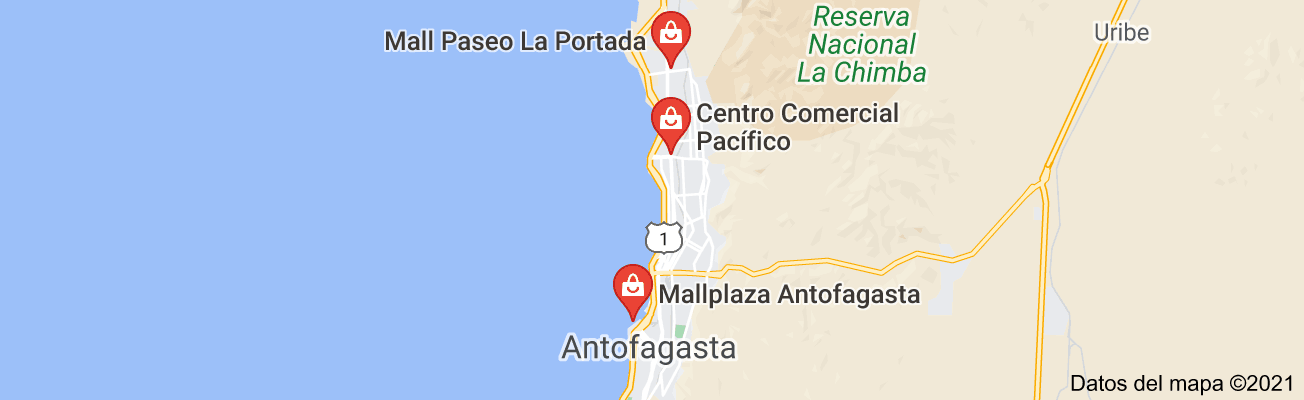 Reserva
Nacional
La Chimba
Uribe
Mall Paseo La Portada
Centro Comercial
Pacífico
1
Mallplaza Antofagasta
Antofagasta
Datos del mapa ©2021